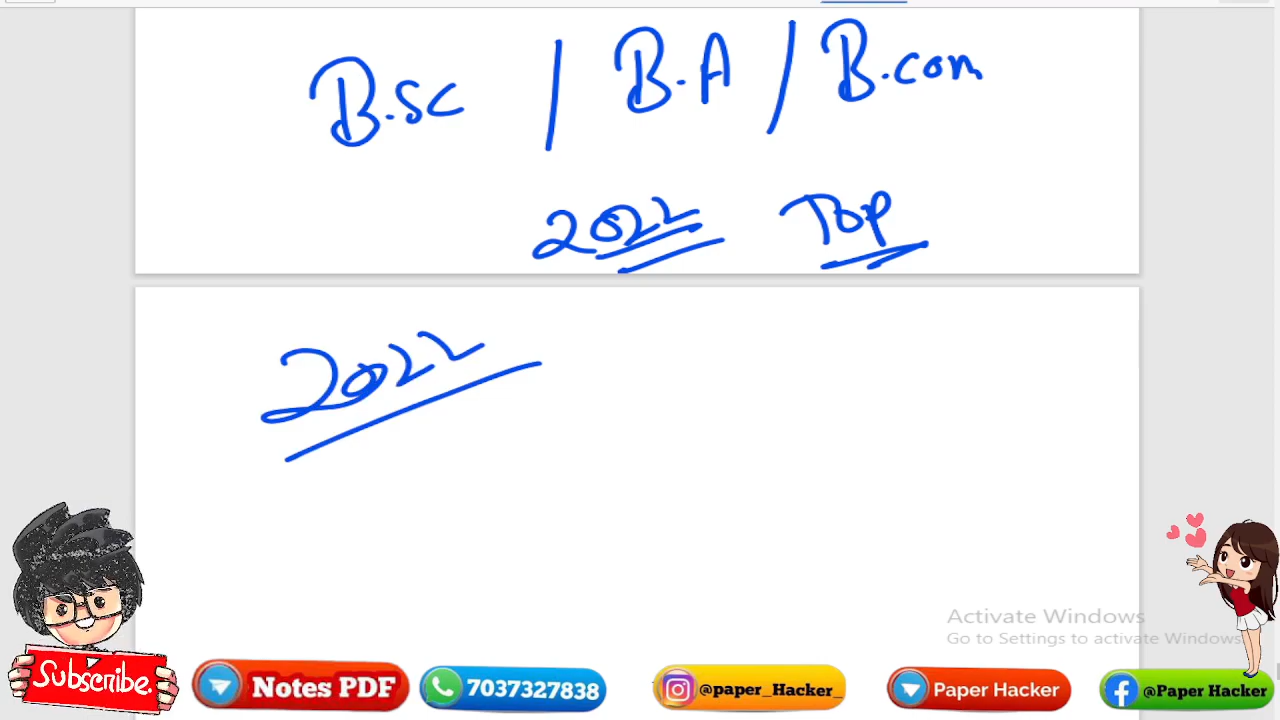 B.Sc / B.A / B.com
2022 Top
2022
Activate Windows
Go to Settings to activate Windows.
Subscribe.
Notes PDF
7037327838
@paper_Hacker_
Paper Hacker
@Paper Hacker